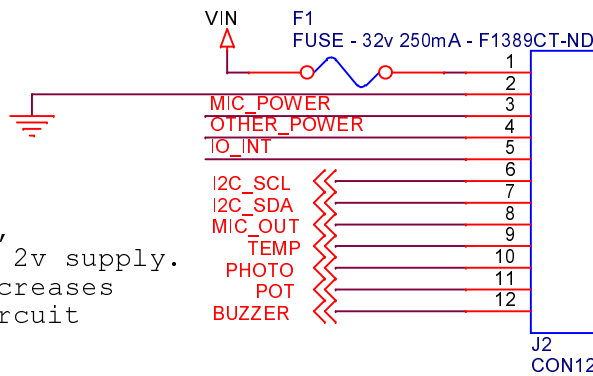 VIN
F1
FUSE - 32v 250mA - F1389CT-ND
1
2
MIC_POWER 3
OTHER_POWER 4
IO_INT 5
6
I2C_SCL 7
I2C_SDA 8
MIC_OUT 9
TEMP 10
PHOTO 11
POT 12
BUZZER
,
2v supply.
creases
rcuit
J2
CON12